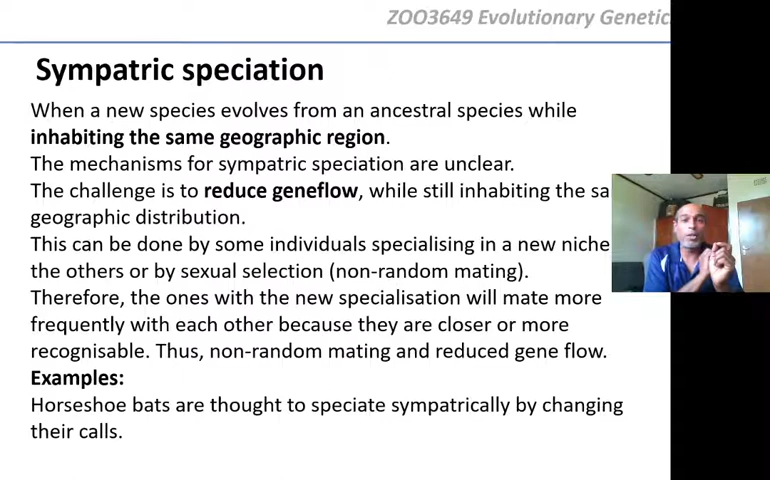 ZOO3649 Evolutionary Genetic
Sympatric speciation
When a new species evolves from an ancestral species while
inhabiting the same geographic region.
The mechanisms for sympatric speciation are unclear.
The challenge is to reduce geneflow, while still inhabiting the sa
geographic distribution.
This can be done by some individuals specialising in a new niche
the others or by sexual selection (non-random mating).
Therefore, the ones with the new specialisation will mate more
frequently with each other because they are closer or more
recognisable. Thus, non-random mating and reduced gene flow.
Examples:
Horseshoe bats are thought to speciate sympatrically by changing
their calls.